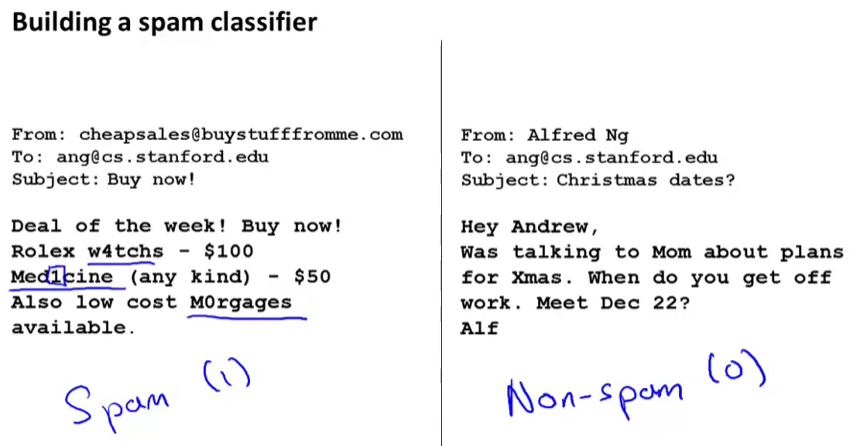 Building a spam classifier
From: cheapsales@buystufffromme.com
To: ang@cs.stanford.edu
Subject: Buy now!
Deal of the week! Buy now!
Rolex w4tchs - $100
Med1cine (any kind) - $50
Also low cost M0rgages
available.
Spam (1)
From: Alfred Ng
To: ang@cs.stanford.edu
Subject: Christmas dates?
Hey Andrew,
Was talking to Mom about plans
for Xmas. When do you get off
work. Meet Dec 22?
Alf
Non-spam (0)